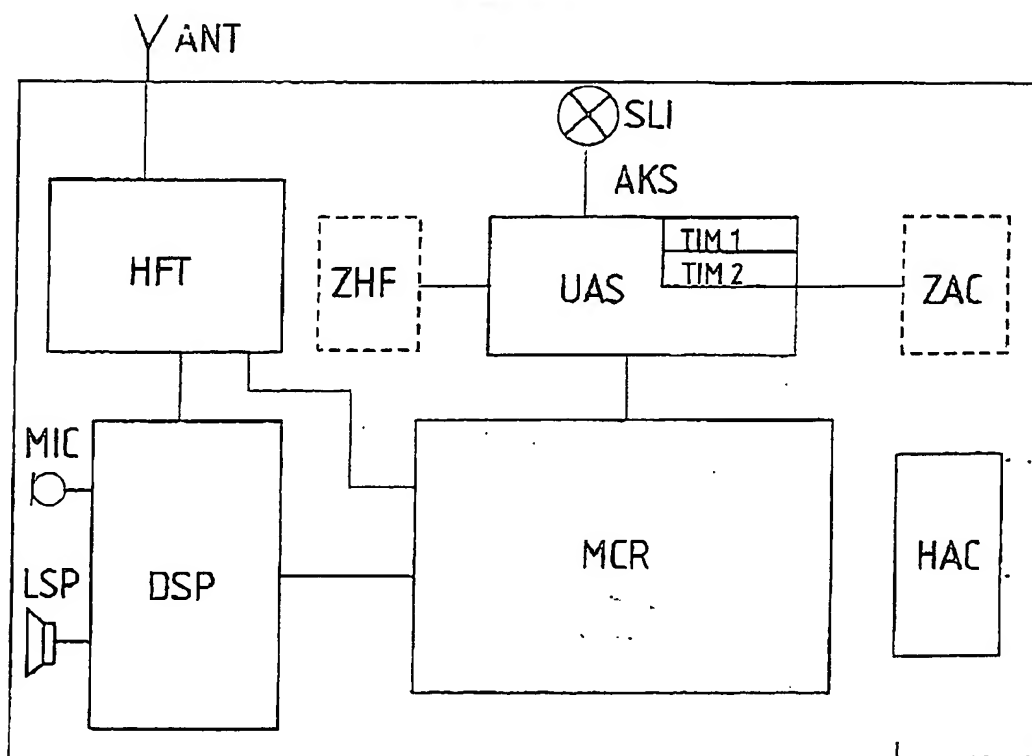 ANT
SLI
AKS
HFT
ZHF
UAS
TIM 1
TIM 2
ZAC
MIC
LSP
DSP
MCR
HAC